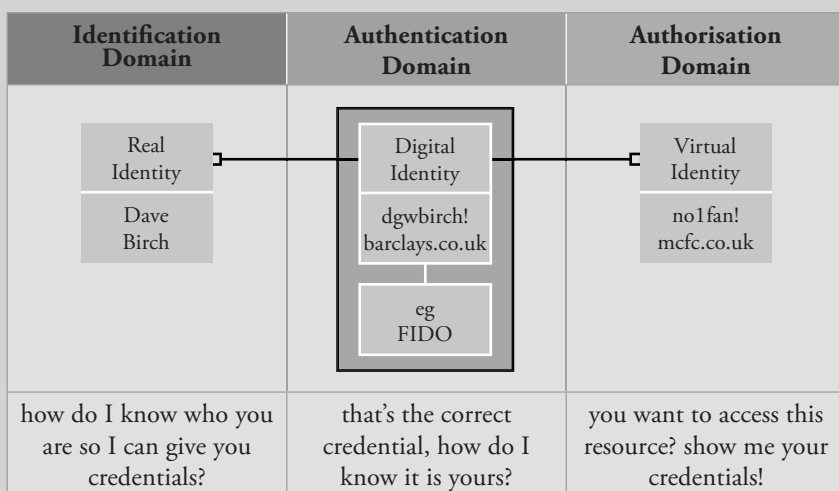 Identification
Domain
Authentication
Domain
Authorisation
Domain
Real
Identity
Dave
Birch
Digital
Identity
dgwbirch!
barclays.co.uk
eg
FIDO
Virtual
Identity
no1fan!
mcfc.co.uk
how do I know who you
are so I can give you
credentials?
that’s the correct
credential, how do I
know it is yours?
you want to access this
resource? show me your
credentials!